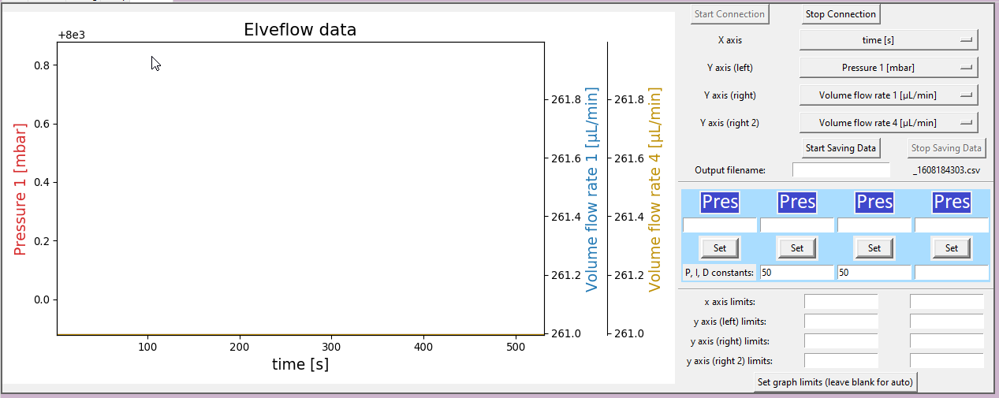 Elveflow data
+8e3
0.8
0.6
0.4
0.2
0.0
Pressure 1 [mbar]
100 200 300 400 500
time [s]
261.8
261.6
261.4
261.2
261.0
Volume flow rate 1 [µL/min]
261.8
261.6
261.4
261.2
261.0
Volume flow rate 4 [µL/min]
Start Connection Stop Connection
X axis time [s]
Y axis (left) Pressure 1 [mbar]
Y axis (right) Volume flow rate 1 [µL/min]
Y axis (right 2) Volume flow rate 4 [µL/min]
Start Saving Data Stop Saving Data
Output filename: _1608184303.csv
Pres Pres Pres Pres
Set Set Set Set
P, I, D constants: 50 50
x axis limits:
y axis (left) limits:
y axis (right) limits:
y axis (right 2) limits:
Set graph limits (leave blank for auto)